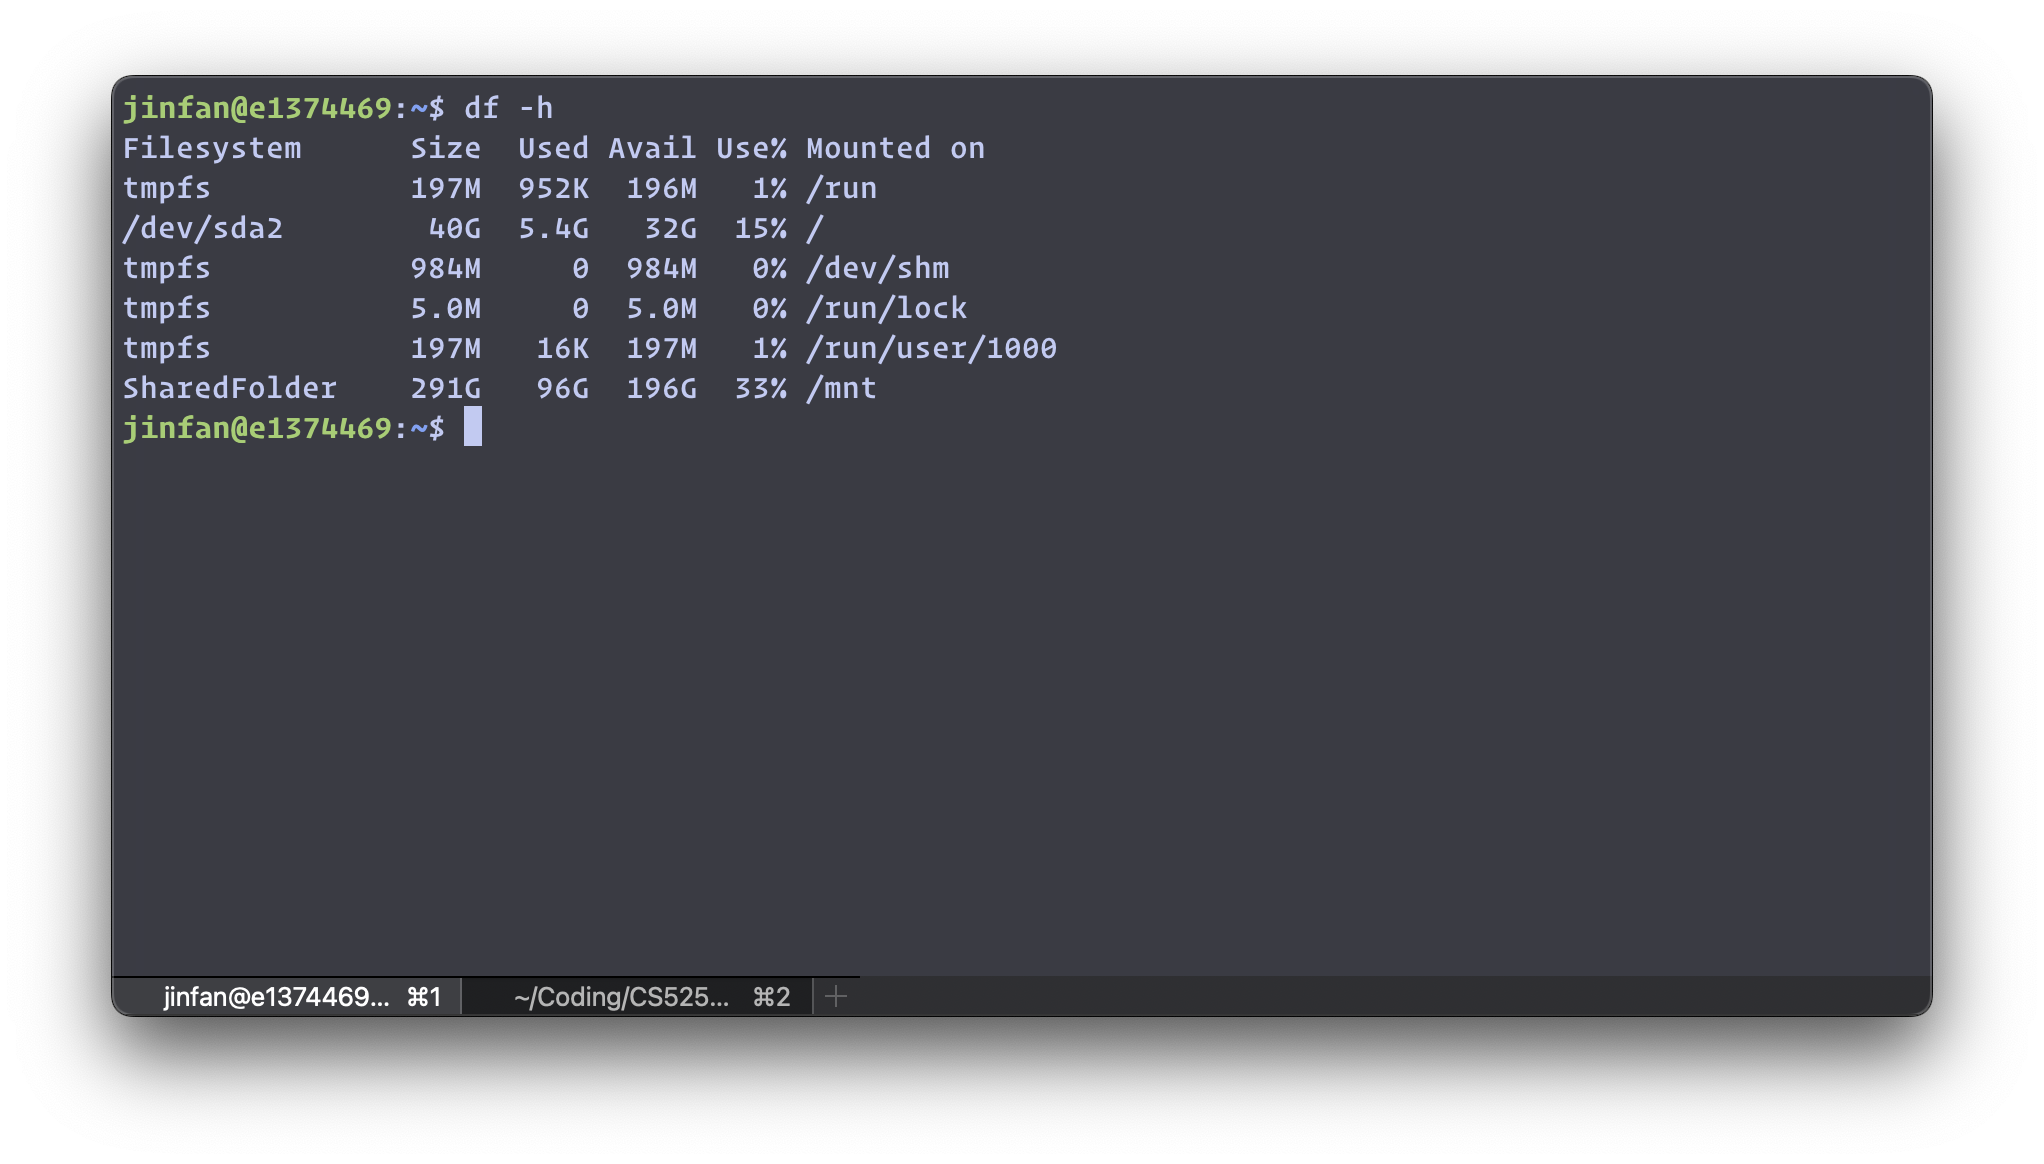 jinfan@e1374469:~$ df -h
Filesystem      Size  Used Avail Use% Mounted on
tmpfs           197M  952K  196M   1% /run
/dev/sda2        40G  5.4G   32G  15% /
tmpfs           984M     0  984M   0% /dev/shm
tmpfs           5.0M     0  5.0M   0% /run/lock
tmpfs           197M   16K  197M   1% /run/user/1000
SharedFolder    291G   96G  196G  33% /mnt
jinfan@e1374469:~$
jinfan@e1374469... ⌘1 ~/Coding/CS525... ⌘2 +